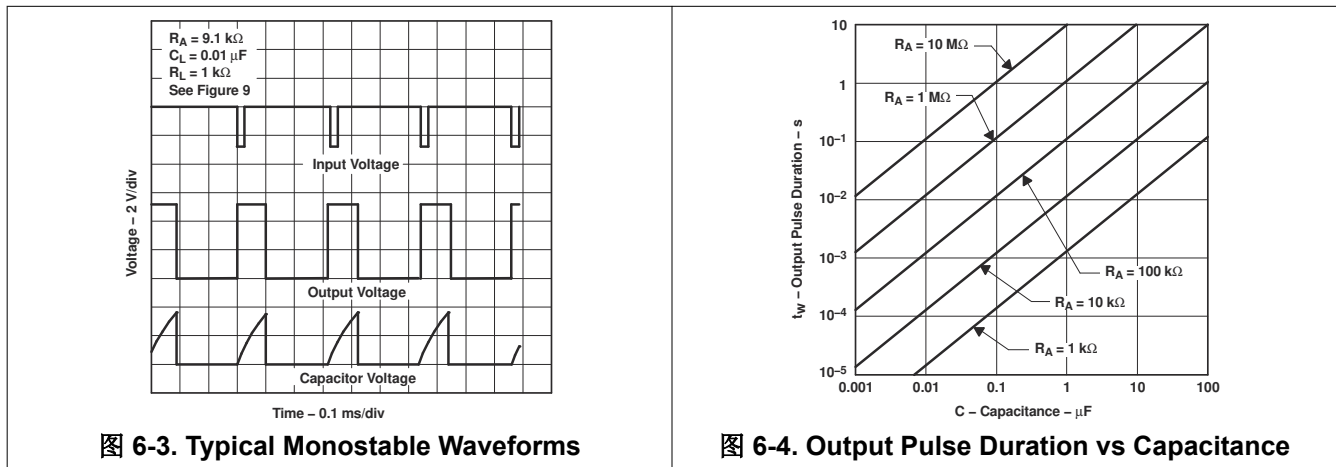 R_A = 9.1 kΩ
C_L = 0.01 μF
R_L = 1 kΩ
See Figure 9
Voltage – 2 V/div
Input Voltage
Output Voltage
Capacitor Voltage
Time – 0.1 ms/div
图 6-3. Typical Monostable Waveforms
t_w – Output Pulse Duration – s
10
1
10⁻¹
10⁻²
10⁻³
10⁻⁴
10⁻⁵
R_A = 10 MΩ
R_A = 1 MΩ
R_A = 100 kΩ
R_A = 10 kΩ
R_A = 1 kΩ
0.001 0.01 0.1 1 10 100
C – Capacitance – μF
图 6-4. Output Pulse Duration vs Capacitance